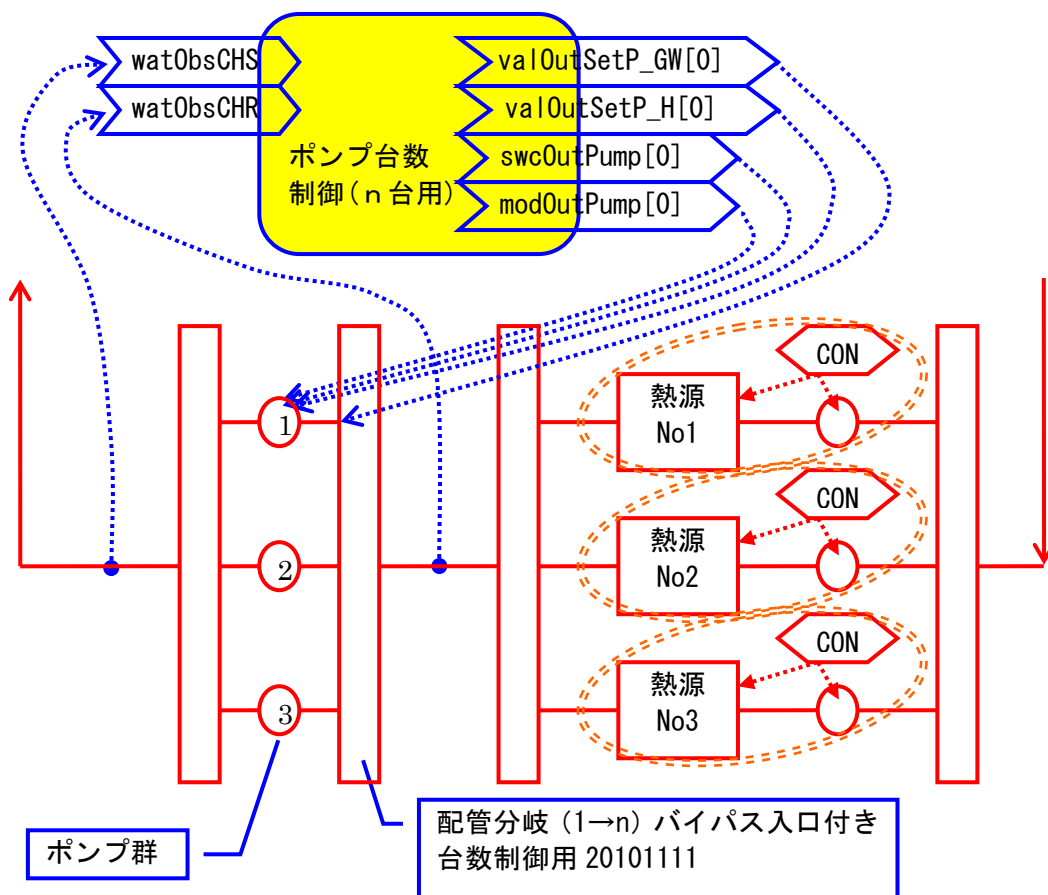 watObsCHS
watObsCHR
ポンプ台数
制御(n台用)
valOutSetP_GW[0]
valOutSetP_H[0]
swcOutPump[0]
modOutPump[0]
CON
熱源
No1
1
CON
熱源
No2
2
CON
熱源
No3
3
ポンプ群
配管分岐(1→n)バイパス入口付き
台数制御用 20101111